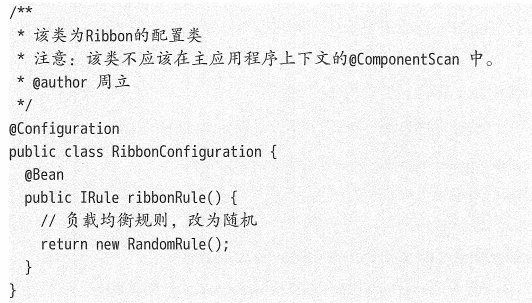 /**
 * 该类为Ribbon的配置类
 * 注意：该类不应该在主应用程序上下文的@ComponentScan 中。
 * @author 周立
 */
@Configuration
public class RibbonConfiguration {
  @Bean
  public IRule ribbonRule() {
    // 负载均衡规则，改为随机
    return new RandomRule();
  }
}